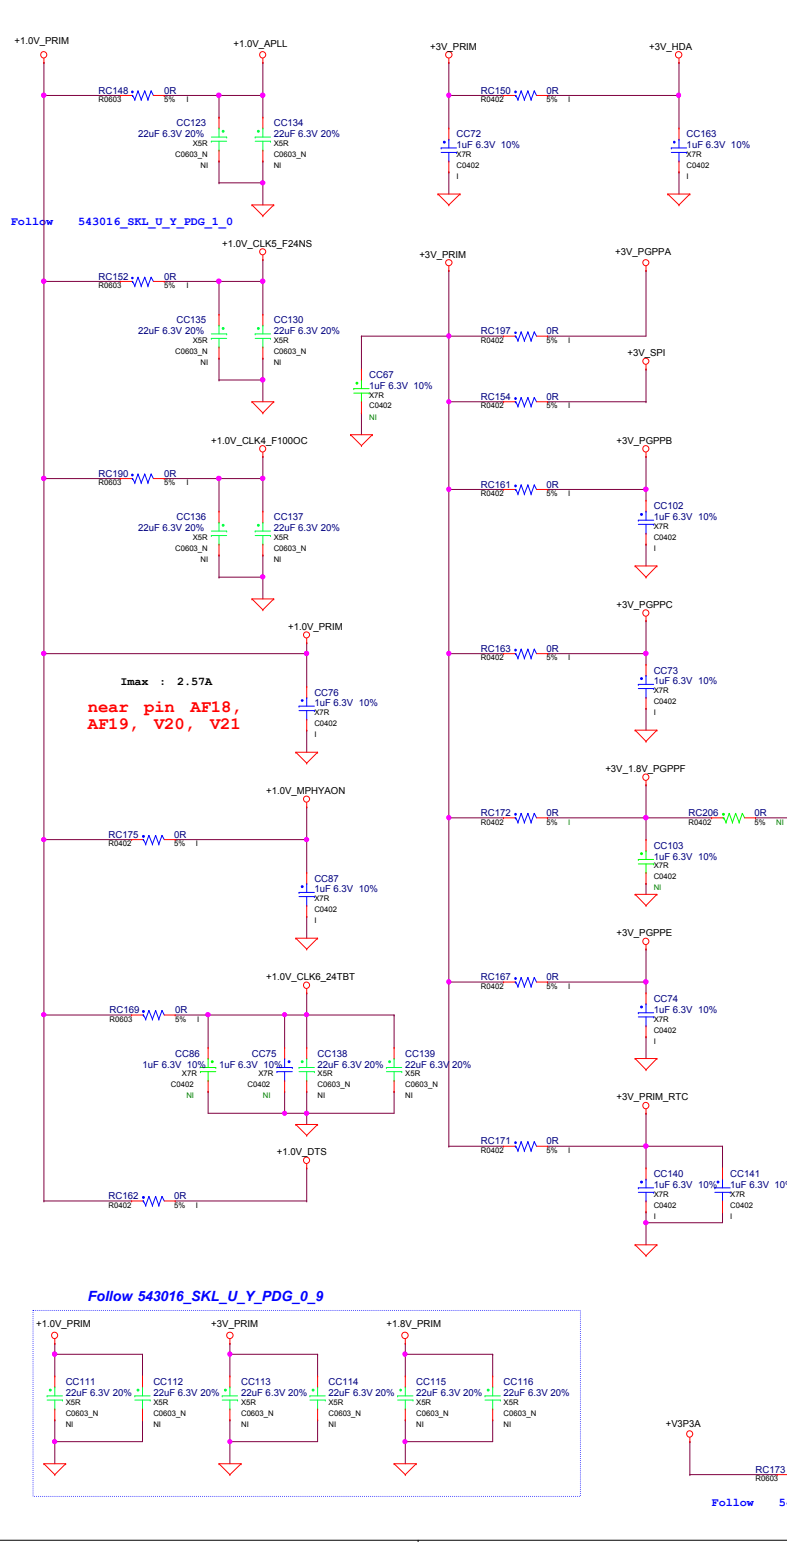 +1.0V_PRIM
+1.0V_APLL
RC148 0R
R0603 5% I
CC123
22uF 6.3V 20%
X5R
C0603_N
NI
CC134
22uF 6.3V 20%
X5R
C0603_N
NI
Follow 543016_SKL_U_Y_PDG_1_0
+1.0V_CLK5_F24NS
RC152 0R
R0603 5% I
CC135
22uF 6.3V 20%
X5R
C0603_N
NI
CC130
22uF 6.3V 20%
X5R
C0603_N
NI
+1.0V_CLK4_F100OC
RC190 0R
R0603 5% I
CC136
22uF 6.3V 20%
X5R
C0603_N
NI
CC137
22uF 6.3V 20%
X5R
C0603_N
NI
+1.0V_PRIM
Imax : 2.57A
near pin AF18,
AF19, V20, V21
CC76
1uF 6.3V 10%
X7R
C0402
I
+1.0V_MPHYAON
RC175 0R
R0402 5% I
CC87
1uF 6.3V 10%
X7R
C0402
I
+1.0V_CLK6_24TBT
RC169 0R
R0603 5% I
CC86
1uF 6.3V 10%
X7R
C0402
NI
CC75
1uF 6.3V 10%
X7R
C0402
NI
CC138
22uF 6.3V 20%
X5R
C0603_N
NI
CC139
22uF 6.3V 20%
X5R
C0603_N
NI
+1.0V_DTS
RC162 0R
R0402 5% I
+3V_PRIM
+3V_HDA
RC150 0R
R0402 5% I
CC72
1uF 6.3V 10%
X7R
C0402
I
CC163
1uF 6.3V 10%
X7R
C0402
I
+3V_PRIM
+3V_PGPPA
RC197 0R
R0402 5% I
CC67
1uF 6.3V 10%
X7R
C0402
NI
+3V_SPI
RC154 0R
R0402 5% I
+3V_PGPPB
RC161 0R
R0402 5% I
CC102
1uF 6.3V 10%
X7R
C0402
I
+3V_PGPPC
RC163 0R
R0402 5% I
CC73
1uF 6.3V 10%
X7R
C0402
I
+3V_1.8V_PGPPF
RC172 0R
R0402 5% I
RC206 0R
R0402 5% NI
CC103
1uF 6.3V 10%
X7R
C0402
NI
+3V_PGPPE
RC167 0R
R0402 5% I
CC74
1uF 6.3V 10%
X7R
C0402
I
+3V_PRIM_RTC
RC171 0R
R0402 5% I
CC140
1uF 6.3V 10%
X7R
C0402
I
CC141
1uF 6.3V 10%
X7R
C0402
I
Follow 543016_SKL_U_Y_PDG_0_9
+1.0V_PRIM
+3V_PRIM
+1.8V_PRIM
CC111
22uF 6.3V 20%
X5R
C0603_N
NI
CC112
22uF 6.3V 20%
X5R
C0603_N
NI
CC113
22uF 6.3V 20%
X5R
C0603_N
NI
CC114
22uF 6.3V 20%
X5R
C0603_N
NI
CC115
22uF 6.3V 20%
X5R
C0603_N
NI
CC116
22uF 6.3V 20%
X5R
C0603_N
NI
+V3P3A
RC173
R0603
Follow